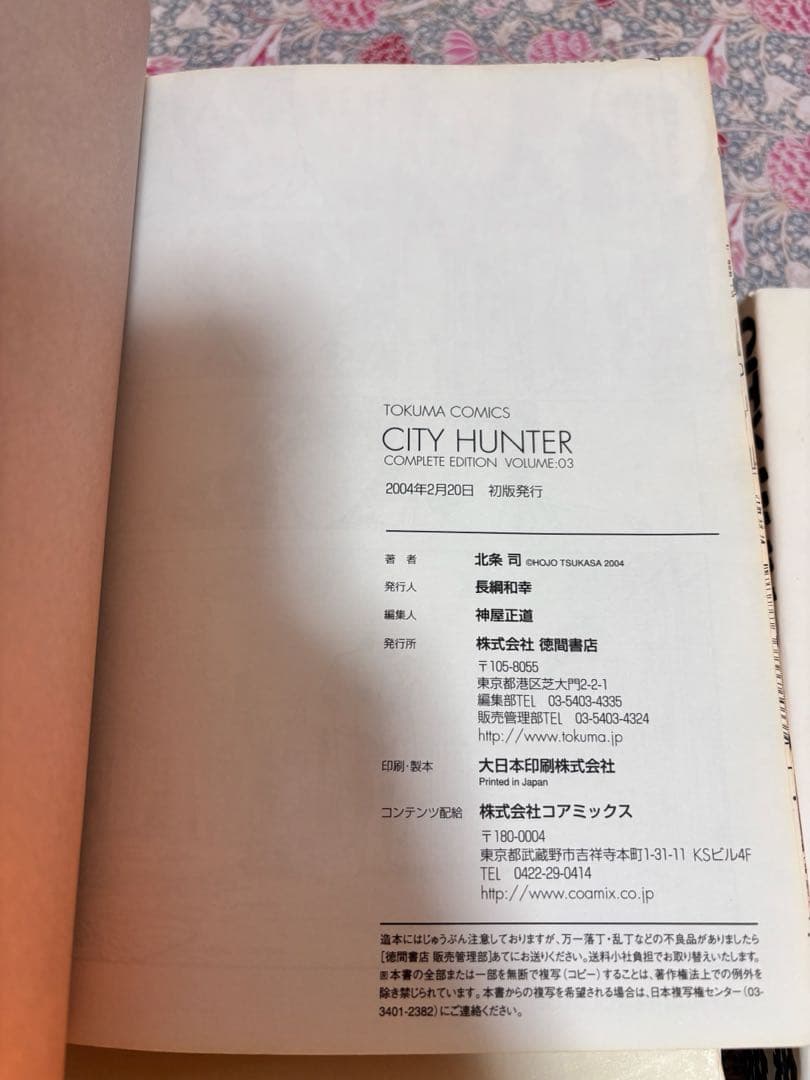 TOKUMA COMICS
CITY HUNTER
COMPLETE EDITION VOLUME:03
2004年2月20日 初版発行
著 者 北条 司 ©HOJO TSUKASA 2004
発行人 長綱和幸
編集人 神屋正道
発行所 株式会社 徳間書店
〒105-8055
東京都港区芝大門2-2-1
編集部TEL 03-5403-4335
販売管理部TEL 03-5403-4324
http://www.tokuma.jp
印刷・製本 大日本印刷株式会社
Printed in Japan
コンテンツ配給 株式会社コアミックス
〒180-0004
東京都武蔵野市吉祥寺本町1-31-11 KSビル4F
TEL 0422-29-0414
http://www.coamix.co.jp
造本にはじゅうぶん注意しておりますが、万一落丁・乱丁などの不良品がありましたら
[徳間書店 販売管理部]あてにお送りください。送料小社負担でお取り替えいたします。
本書の全部または一部を無断で複写(コピー)することは、著作権法上での例外を
除き禁じられています。本書からの複写を希望される場合は、日本複写権センター(03-
3401-2382)にご連絡ください。